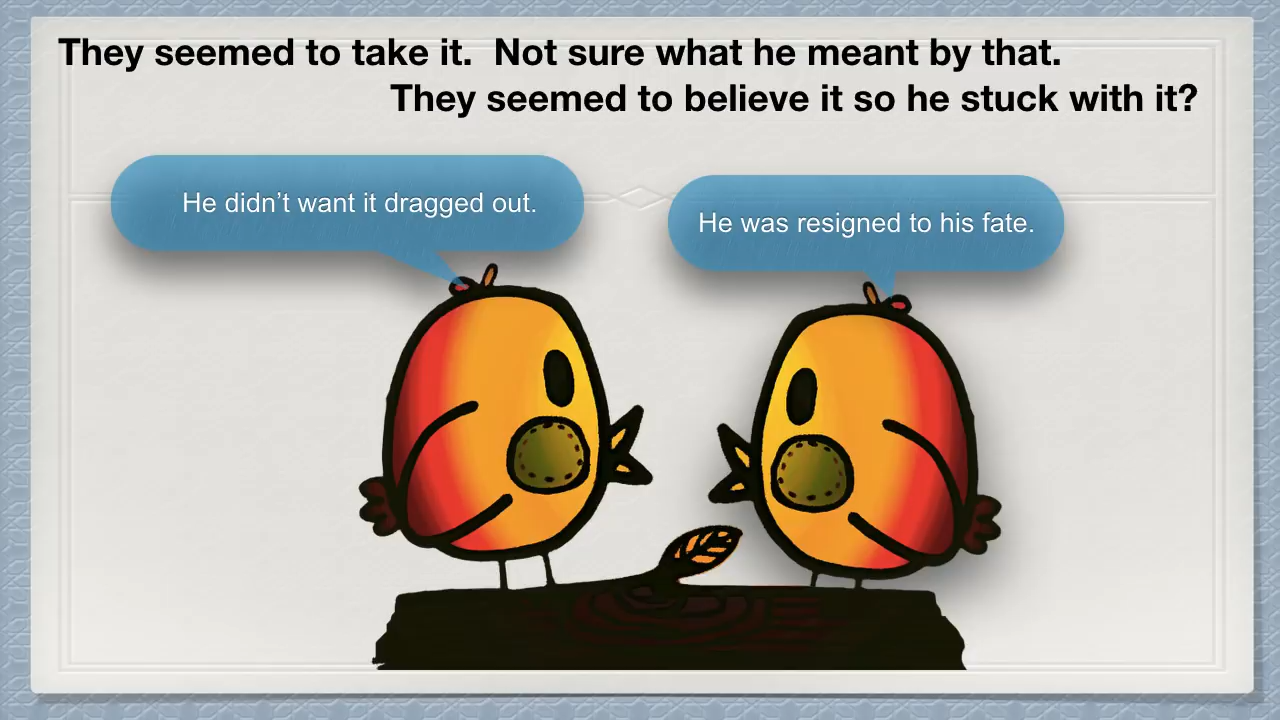 They seemed to take it.  Not sure what he meant by that.
They seemed to believe it so he stuck with it?
He didn’t want it dragged out.
He was resigned to his fate.